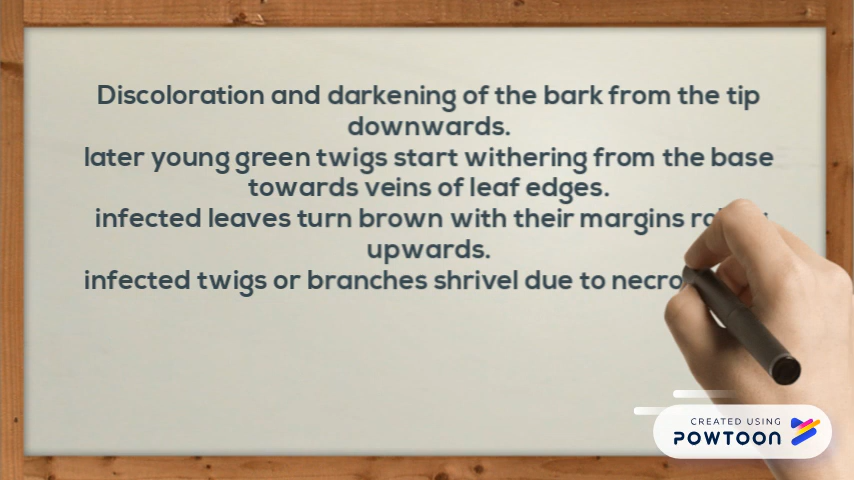 Discoloration and darkening of the bark from the tip
downwards.
later young green twigs start withering from the base
towards veins of leaf edges.
infected leaves turn brown with their margins
upwards.
infected twigs or branches shrivel due to
CREATED USING
POWTOON